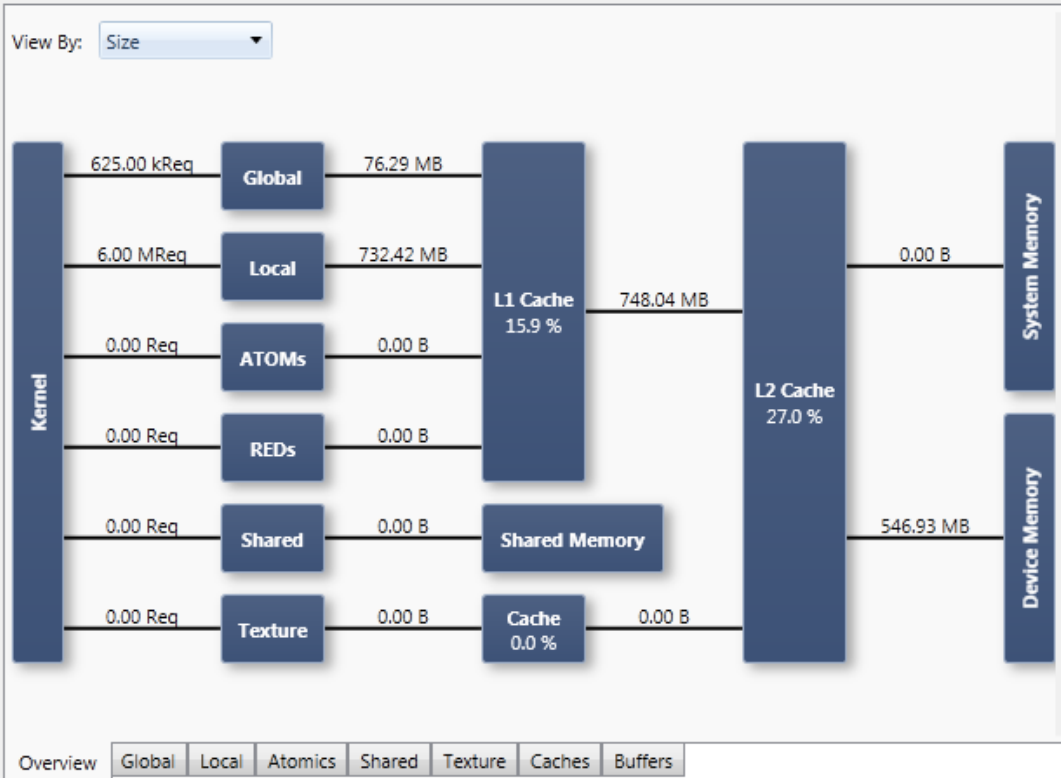 View By: Size
Kernel
625.00 kReq
Global
76.29 MB
6.00 MReq
Local
732.42 MB
0.00 Req
ATOMs
0.00 B
0.00 Req
REDs
0.00 B
L1 Cache
15.9 %
748.04 MB
0.00 Req
Shared
0.00 B
Shared Memory
0.00 Req
Texture
0.00 B
Cache
0.0 %
0.00 B
L2 Cache
27.0 %
0.00 B
System Memory
546.93 MB
Device Memory
Overview Global Local Atomics Shared Texture Caches Buffers